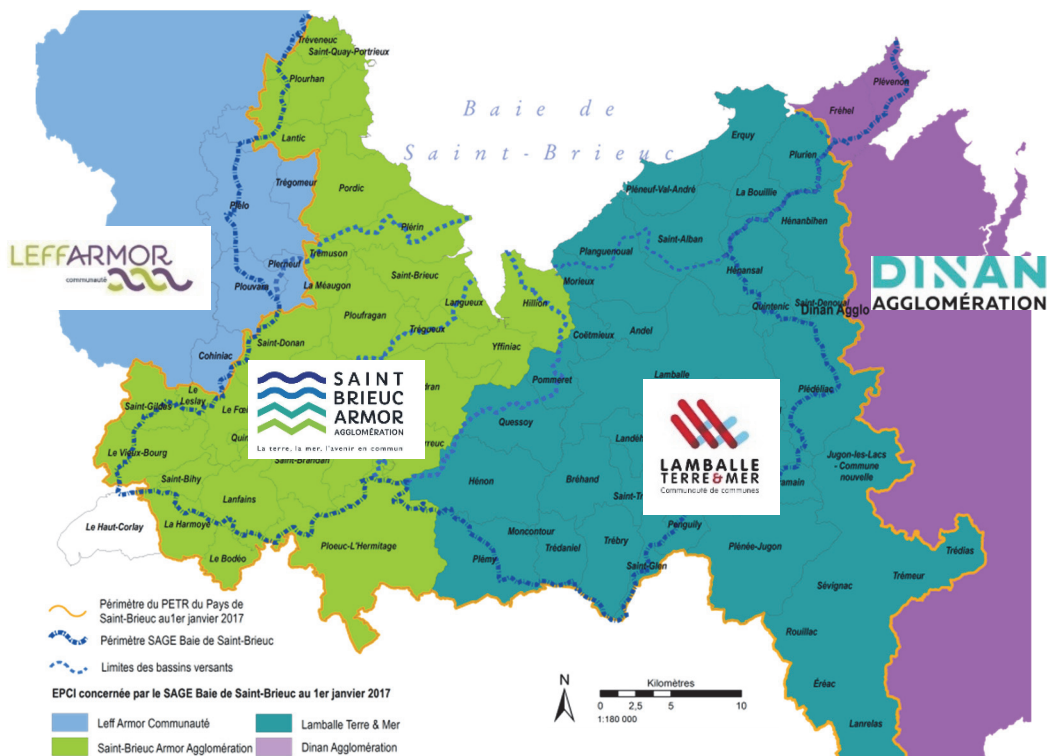 Tréveneuc
Saint-Quay-Portrieux
Plourhan
Lantic
Trégomeur
Plélo
Pordic
Plérin
Plerneuf
Trémuson
Plouvara
La Méaugon
Saint-Brieuc
Langueux
Hillion
Ploufragan
Trégueux
Yffiniac
Saint-Donan
Cohiniac
Le
Leslay
Saint-Gildas
Le Vieux-Bourg
Saint-Bihy
Saint-Brandan
Lanfains
Le Haut-Corlay
La Harmoye
Le Bodéo
Ploeuc-L'Hermitage
Baie de
Saint-Brieuc
Plévenon
Fréhel
Erquy
Plurien
Pléneuf-Val-André
La Bouillie
Hénanbihen
Saint-Alban
Planguenoual
Morieux
Hénansal
Quintenic
Saint-Denoual
Dinan Agglo
Coëtmieux
Andel
Pommeret
Lamballe
Plédéliac
Quessoy
Jugon-les-Lacs
- Commune
nouvelle
Hénon
Bréhand
Moncontour
Trédaniel
Trébry
Penguily
Saint-Glen
Plémy
Plénée-Jugon
Trédias
Trémeur
Sévignac
Rouillac
Éréac
Lanrelas
LEFFARMOR
communauté
SAINT
BRIEUC
ARMOR
AGGLOMÉRATION
La terre, la mer, l'avenir en commun
LAMBALLE
TERRE&MER
Communauté de communes
DINAN
AGGLOMÉRATION
Périmètre du PETR du Pays de
Saint-Brieuc au1er janvier 2017
Périmètre SAGE Baie de Saint-Brieuc
Limites des bassins versants
EPCI concernée par le SAGE Baie de Saint-Brieuc au 1er janvier 2017
Leff Armor Communauté
Lamballe Terre & Mer
Saint-Brieuc Armor Agglomération
Dinan Agglomération
N
Kilomètres
0 2,5 5 10
1:180 000